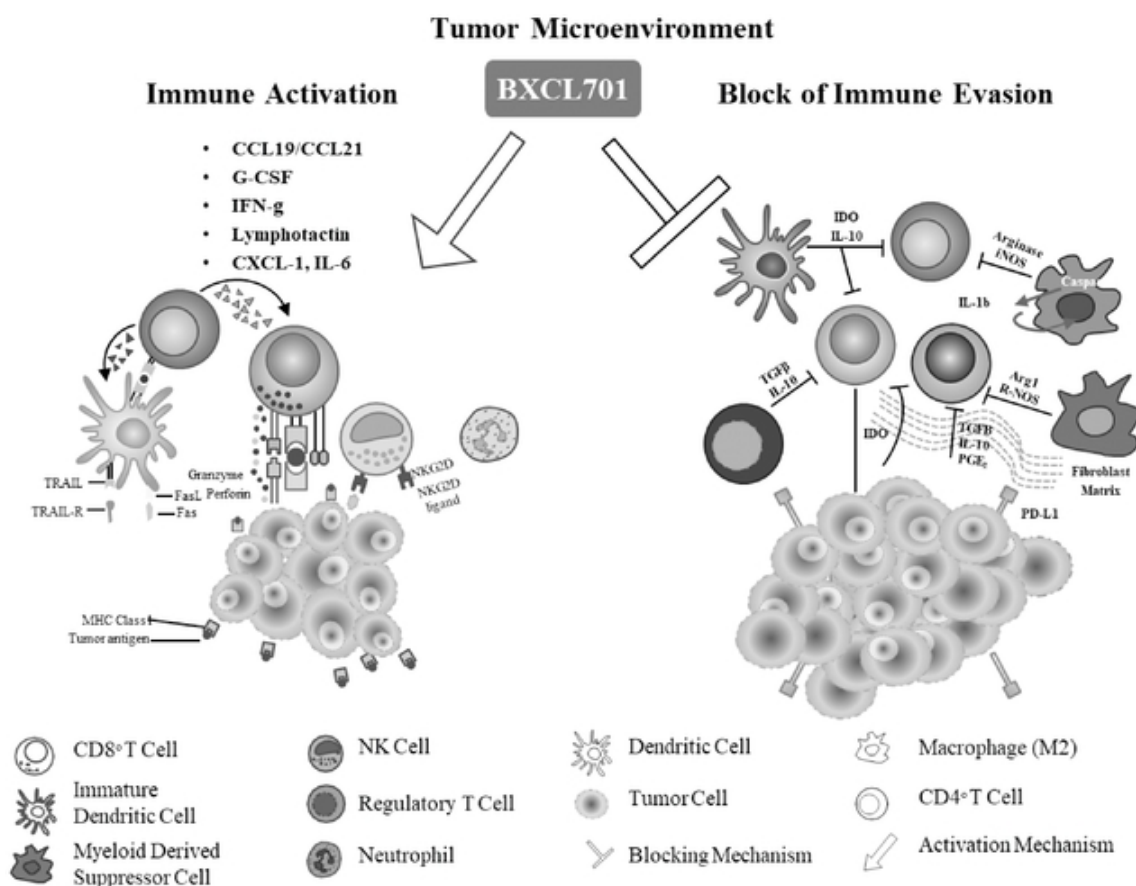 Tumor Microenvironment
BXCL701
Immune Activation
• CCL19/CCL21
• G-CSF
• IFN-g
• Lymphotactin
• CXCL-1, IL-6
TRAIL
TRAIL-R
FasL
Fas
Granzyme
Perforin
NKG2D
NKG2D
ligand
MHC Class I
Tumor antigen
Block of Immune Evasion
IDO
IL-10
Arginase
iNOS
Caspa
IL-1b
TGFβ
IL-10
Arg1
R-NOS
IDO
TGFβ
IL-10
PGE₂
Fibroblast
Matrix
PD-L1
CD8⁺ T Cell
NK Cell
Dendritic Cell
Macrophage (M2)
Immature
Dendritic Cell
Regulatory T Cell
Tumor Cell
CD4⁺ T Cell
Myeloid Derived
Suppressor Cell
Neutrophil
Blocking Mechanism
Activation Mechanism